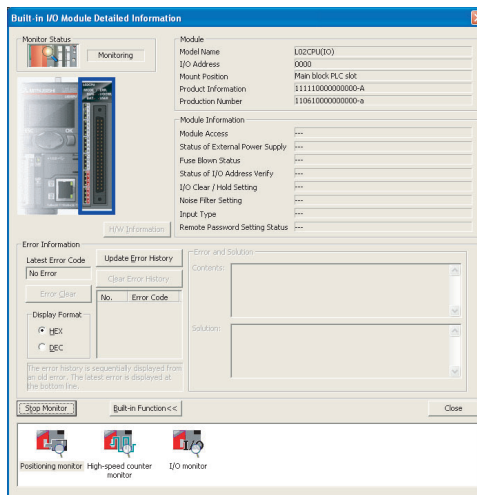 Built-in I/O Module Detailed Information
Monitor Status
Monitoring
Module
Model Name L02CPU(IO)
I/O Address 0000
Mount Position Main block PLC slot
Product Information 111110000000000-A
Production Number 110610000000000-a
Module Information
Module Access ---
Status of External Power Supply ---
Fuse Blown Status ---
Status of I/O Address Verify ---
I/O Clear / Hold Setting ---
Noise Filter Setting ---
Input Type ---
Remote Password Setting Status ---
H/W Information
Error Information
Latest Error Code
No Error
Error Clear
Display Format
HEX
DEC
Update Error History
Clear Error History
No. Error Code
The error history is sequentially displayed from
an old error. The latest error is displayed at
the bottom line.
Error and Solution
Contents:
Solution:
Stop Monitor
Built-in Function<<
Close
Positioning monitor
High-speed counter
monitor
I/O
I/O monitor